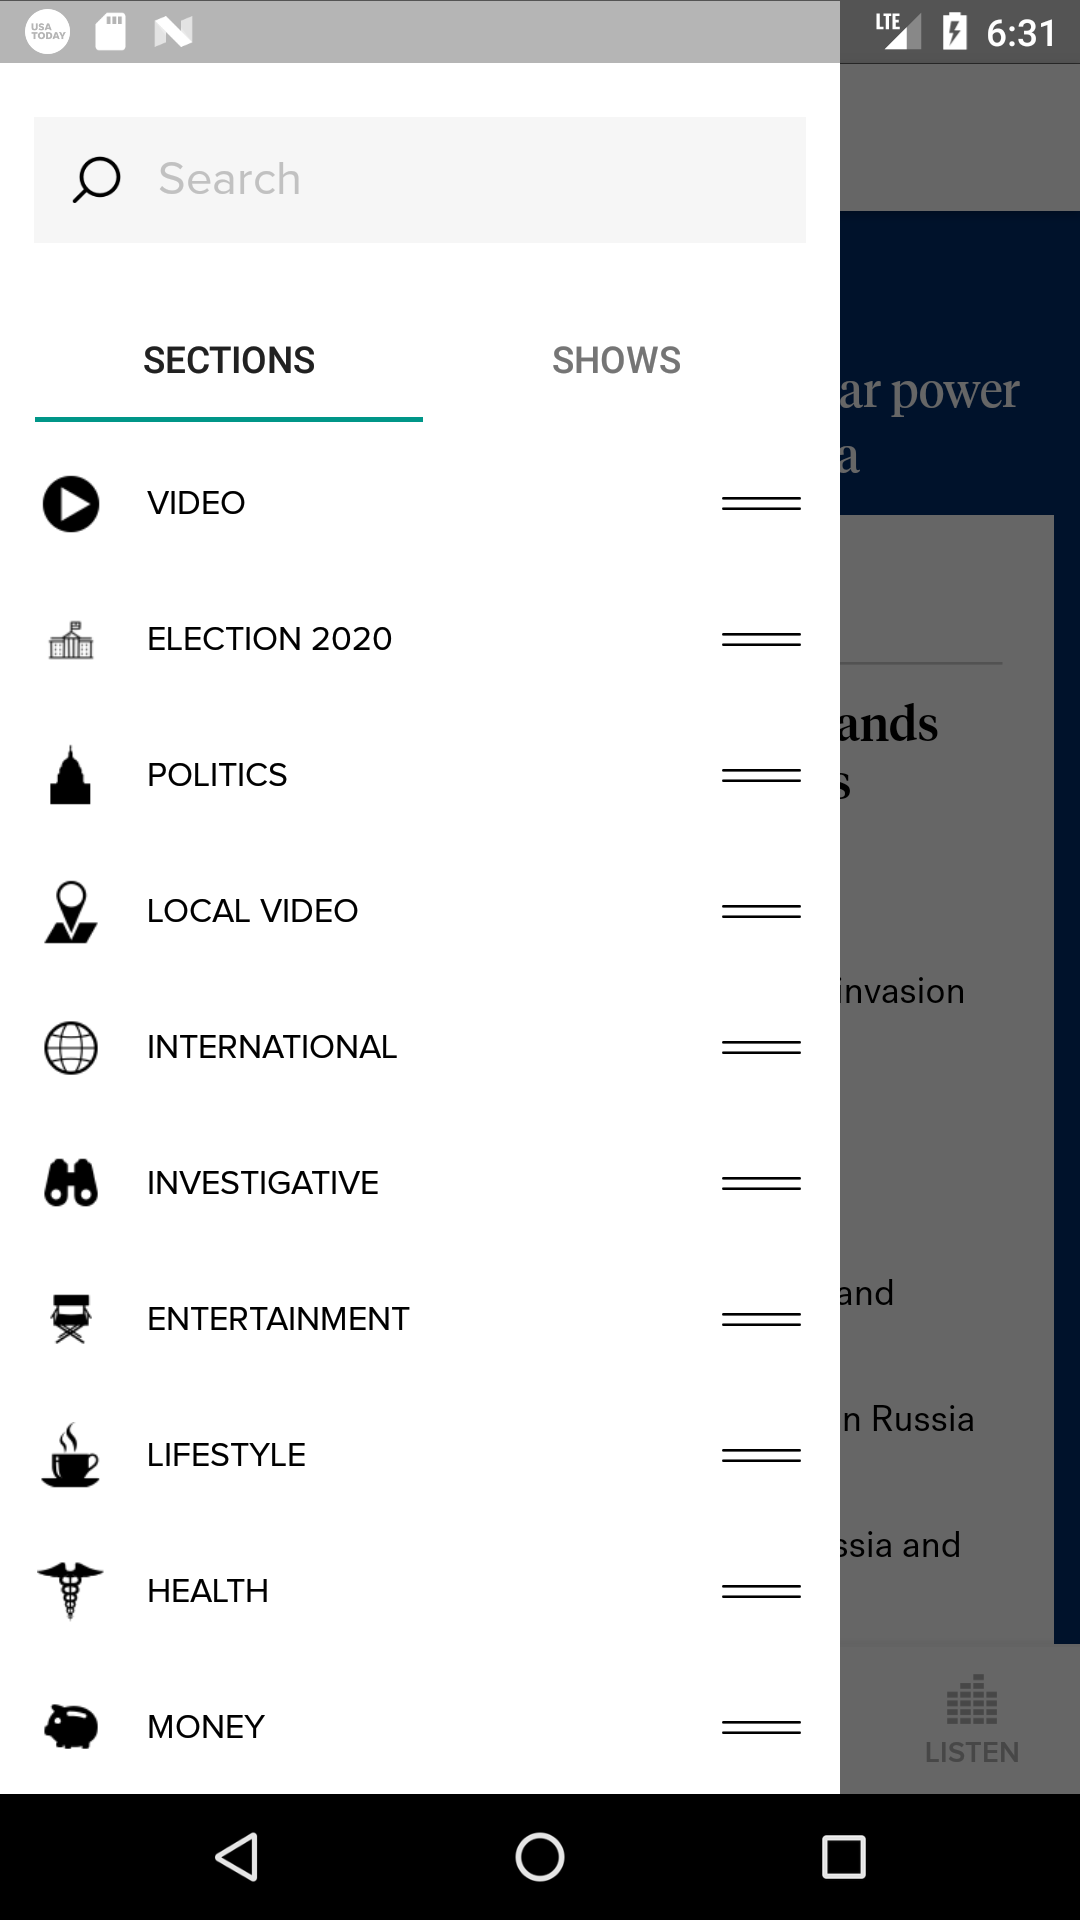 USA
TODAY
LTE
6:31
Search
SECTIONS
SHOWS
ar power
a
VIDEO
ELECTION 2020
ands
s
POLITICS
LOCAL VIDEO
invasion
INTERNATIONAL
INVESTIGATIVE
and
ENTERTAINMENT
n Russia
LIFESTYLE
ssia and
HEALTH
MONEY
LISTEN